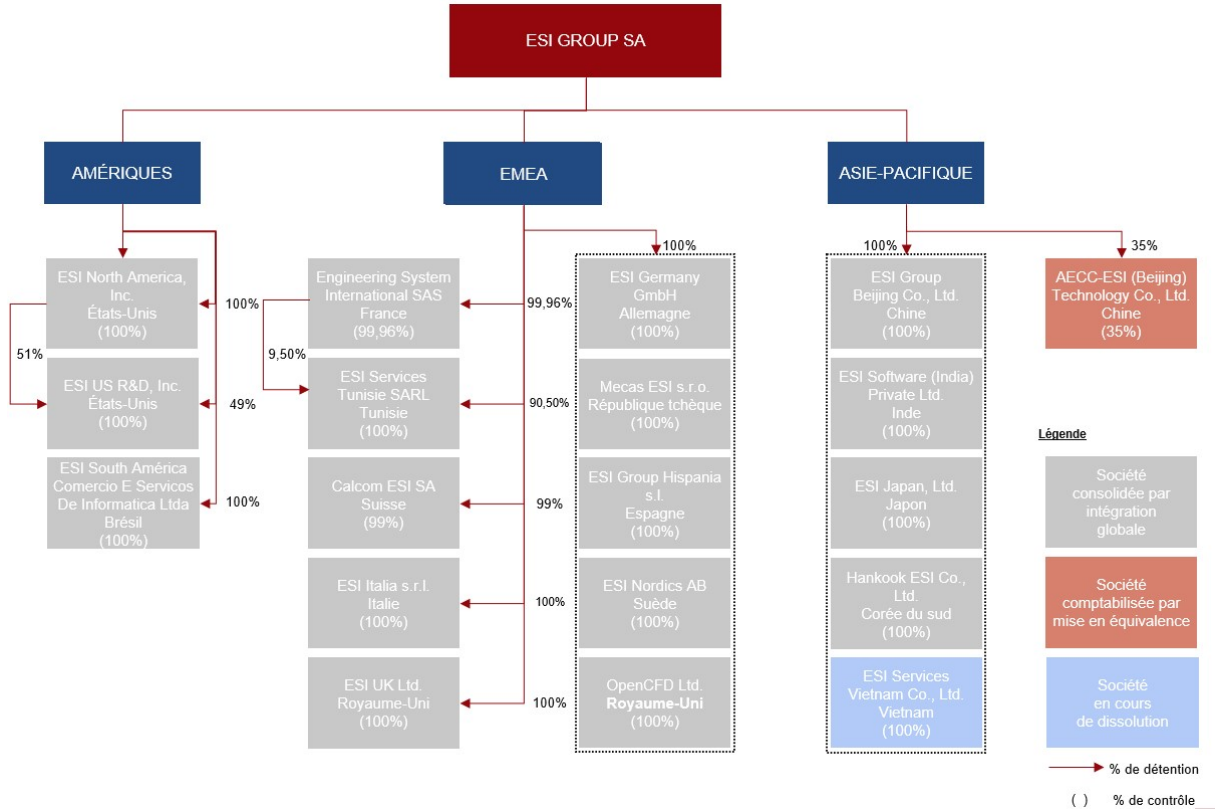 ESI GROUP SA
AMÉRIQUES
EMEA
ASIE-PACIFIQUE
ESI North America,
Inc.
États-Unis
(100%)
100%
51%
ESI US R&D, Inc.
États-Unis
(100%)
49%
ESI South América
Comercio E Servicos
De Informatica Ltda
Brésil
(100%)
100%
Engineering System
International SAS
France
(99,96%)
99,96%
9,50%
ESI Services
Tunisie SARL
Tunisie
(100%)
90,50%
Calcom ESI SA
Suisse
(99%)
99%
ESI Italia s.r.l.
Italie
(100%)
100%
ESI UK Ltd.
Royaume-Uni
(100%)
100%
100%
ESI Germany
GmbH
Allemagne
(100%)
Mecas ESI s.r.o.
République tchèque
(100%)
ESI Group Hispania
s.l.
Espagne
(100%)
ESI Nordics AB
Suède
(100%)
OpenCFD Ltd.
Royaume-Uni
(100%)
100%
ESI Group
Beijing Co., Ltd.
Chine
(100%)
ESI Software (India)
Private Ltd.
Inde
(100%)
ESI Japan, Ltd.
Japon
(100%)
Hankook ESI Co.,
Ltd.
Corée du sud
(100%)
ESI Services
Vietnam Co., Ltd.
Vietnam
(100%)
35%
AECC-ESI (Beijing)
Technology Co., Ltd.
Chine
(35%)
Légende
Société
consolidée par
intégration
globale
Société
comptabilisée par
mise en équivalence
Société
en cours
de dissolution
% de détention
( ) % de contrôle